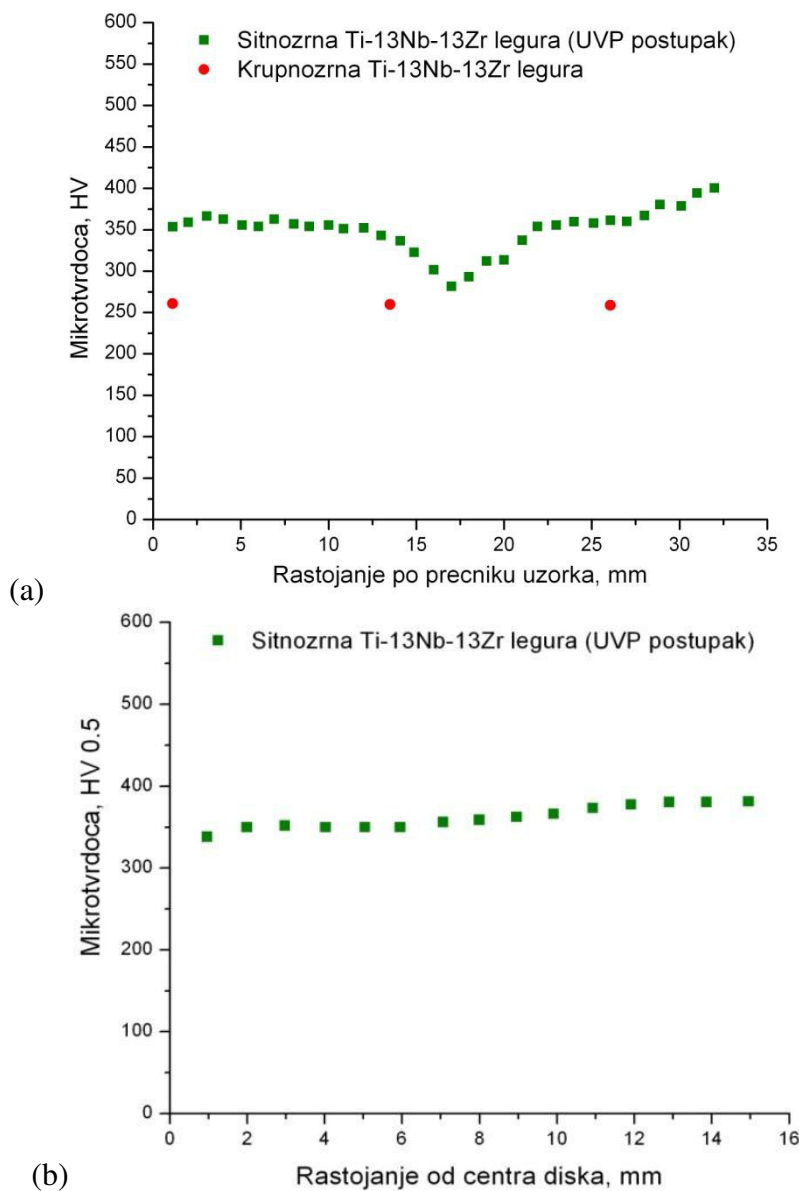 Sitnozrna Ti-13Nb-13Zr legura (UVP postupak)
Krupnozrna Ti-13Nb-13Zr legura
Mikrotvrdoca, HV
600
550
500
450
400
350
300
250
200
150
100
50
0
0 5 10 15 20 25 30 35
Rastojanje po precniku uzorka, mm
(a)
Sitnozrna Ti-13Nb-13Zr legura (UVP postupak)
Mikrotvrdoca, HV 0.5
600
500
400
300
200
100
0
0 2 4 6 8 10 12 14 16
Rastojanje od centra diska, mm
(b)